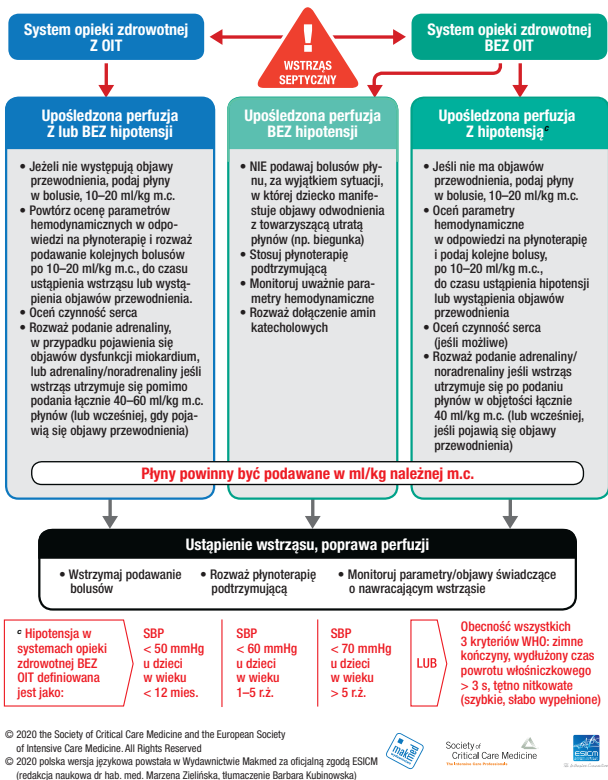 System opieki zdrowotnej
Z OIT
!
WSTRZĄS
SEPTYCZNY
System opieki zdrowotnej
BEZ OIT
Upośledzona perfuzja
Z lub BEZ hipotensji
• Jeżeli nie występują objawy
przewodnienia, podaj płyny
w bolusie, 10–20 ml/kg m.c.
• Powtórz ocenę parametrów
hemodynamicznych w odpo-
wiedzi na płynoterapię i rozważ
podawanie kolejnych bolusów
po 10–20 ml/kg m.c., do czasu
ustąpienia wstrząsu lub wystą-
pienia objawów przewodnienia.
• Oceń czynność serca
• Rozważ podanie adrenaliny,
w przypadku pojawienia się
objawów dysfunkcji miokardium,
lub adrenaliny/noradrenaliny jeśli
wstrząs utrzymuje się pomimo
podania łącznie 40–60 ml/kg m.c.
płynów (lub wcześniej, gdy poja-
wią się objawy przewodnienia)
Upośledzona perfuzja
BEZ hipotensji
• NIE podawaj bolusów pły-
nu, za wyjątkiem sytuacji,
w której dziecko manife-
stuje objawy odwodnienia
z towarzyszącą utratą
płynów (np. biegunka)
• Stosuj płynoterapię
podtrzymującą
• Monitoruj uważnie para-
metry hemodynamiczne
• Rozważ dołączenie amin
katecholowych
Upośledzona perfuzja
Z hipotensją c
• Jeśli nie ma objawów
przewodnienia, podaj płyny
w bolusie, 10–20 ml/kg m.c.
• Oceń parametry
hemodynamiczne
w odpowiedzi na płynoterapię
i podaj kolejne bolusy,
po 10–20 ml/kg m.c.,
do czasu ustąpienia hipotensji
lub wystąpienia objawów
przewodnienia
• Oceń czynność serca
(jeśli możliwe)
• Rozważ podanie adrenaliny/
noradrenaliny jeśli wstrząs
utrzymuje się po podaniu
płynów w objętości łącznie
40 ml/kg m.c. (lub wcześniej,
jeśli pojawią się objawy
przewodnienia)
Płyny powinny być podawane w ml/kg należnej m.c.
Ustąpienie wstrząsu, poprawa perfuzji
• Wstrzymaj podawanie
bolusów
• Rozważ płynoterapię
podtrzymującą
• Monitoruj parametry/objawy świadczące
o nawracającym wstrząsie
c Hipotensja w
systemach opieki
zdrowotnej BEZ
OIT definiowana
jest jako:
SBP
< 50 mmHg
u dzieci
w wieku
< 12 mies.
SBP
< 60 mmHg
u dzieci
w wieku
1–5 r.ż.
SBP
< 70 mmHg
u dzieci
w wieku
> 5 r.ż.
LUB
Obecność wszystkich
3 kryteriów WHO: zimne
kończyny, wydłużony czas
powrotu włośniczkowego
> 3 s, tętno nitkowate
(szybkie, słabo wypełnione)
© 2020 the Society of Critical Care Medicine and the European Society
of Intensive Care Medicine. All Rights Reserved
© 2020 polska wersja językowa powstała w Wydawnictwie Makmed za oficjalną zgodą ESICM
(redakcja naukowa dr hab. med. Marzena Zielińska, tłumaczenie Barbara Kubinowska)
makmed
Society of
Critical Care Medicine
The Intensive Care Professionals
ESICM